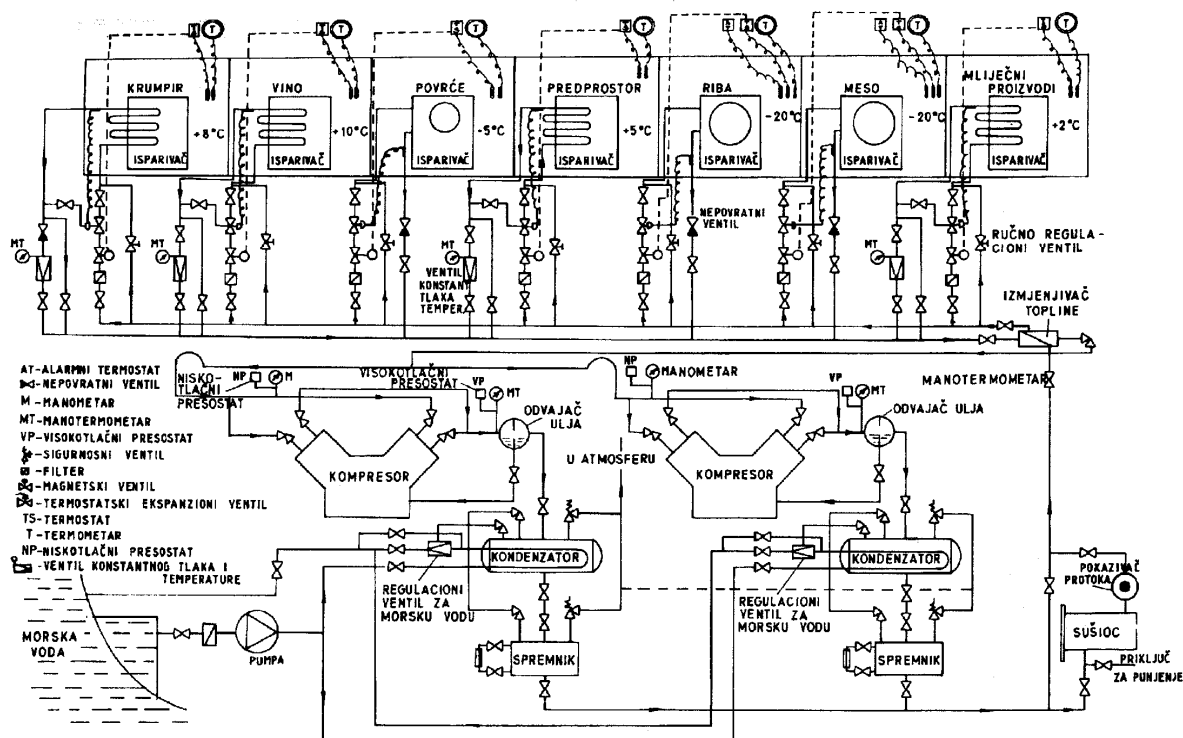 T
T
T
T
T
T
T
KRUMPIR
VINO
POVRĆE
PREDPROSTOR
RIBA
MESO
MLIJEČNI
PROIZVODI
+8°C
+10°C
-5°C
+5°C
-20°C
-20°C
+2°C
ISPARIVAČ
ISPARIVAČ
ISPARIVAČ
ISPARIVAČ
ISPARIVAČ
ISPARIVAČ
ISPARIVAČ
NEPOVRATNI
VENTIL
RUČNO REGULA-
CIONI VENTIL
MT
MT
MT
MT
VENTIL
KONSTANT
TLAKA
TEMPER.
IZMJENJIVAČ
TOPLINE
AT-ALARMNI TERMOSTAT
-NEPOVRATNI VENTIL
M-MANOMETAR
MT-MANOTERMOMETAR
VP-VISOKOTLAČNI PRESOSTAT
-SIGURNOSNI VENTIL
-FILTER
-MAGNETSKI VENTIL
-TERMOSTATSKI EKSPANZIONI VENTIL
TS-TERMOSTAT
T-TERMOMETAR
NP-NISKOTLAČNI PRESOSTAT
-VENTIL KONSTANTNOG TLAKA I
TEMPERATURE
NISKO-
TLAČNI
PRESOSTAT
NP
M
VISOKOTLAČNI
PRESOSTAT
VP
MT
NP
MANOMETAR
VP
MT
MANOTERMOMETAR
ODVAJAČ
ULJA
ODVAJAČ ULJA
KOMPRESOR
U ATMOSFERU
KOMPRESOR
KONDENZATOR
KONDENZATOR
REGULACIONI
VENTIL ZA
MORSKU VODU
REGULACIONI
VENTIL ZA
MORSKU VODU
POKAZIVAČ
PROTOKA
MORSKA
VODA
PUMPA
SPREMNIK
SPREMNIK
SUŠIOC
PRIKLJUČ
ZA PUNJENJE